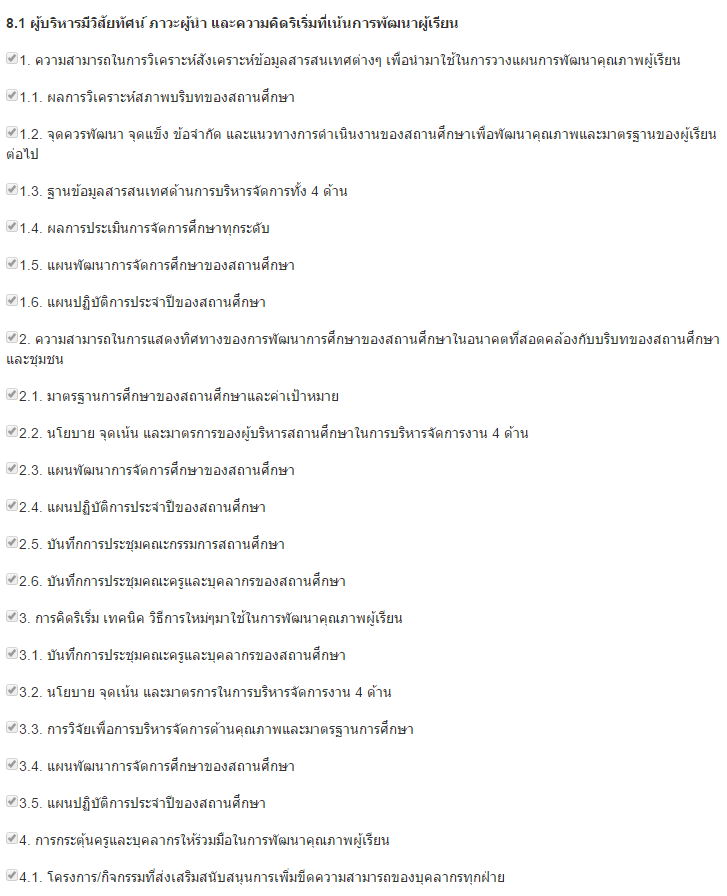 8.1 ผู้บริหารมีวิสัยทัศน์ ภาวะผู้นำ และความคิดริเริ่มที่เน้นการพัฒนาผู้เรียน
1. ความสามารถในการวิเคราะห์สังเคราะห์ข้อมูลสารสนเทศต่างๆ เพื่อนำมาใช้ในการวางแผนการพัฒนาคุณภาพผู้เรียน
1.1. ผลการวิเคราะห์สภาพบริบทของสถานศึกษา
1.2. จุดควรพัฒนา จุดแข็ง ข้อจำกัด และแนวทางการดำเนินงานของสถานศึกษาเพื่อพัฒนาคุณภาพและมาตรฐานของผู้เรียน
ต่อไป
1.3. ฐานข้อมูลสารสนเทศด้านการบริหารจัดการทั้ง 4 ด้าน
1.4. ผลการประเมินการจัดการศึกษาทุกระดับ
1.5. แผนพัฒนาการจัดการศึกษาของสถานศึกษา
1.6. แผนปฏิบัติการประจำปีของสถานศึกษา
2. ความสามารถในการแสดงทิศทางของการพัฒนาการศึกษาของสถานศึกษาในอนาคตที่สอดคล้องกับบริบทของสถานศึกษา
และชุมชน
2.1. มาตรฐานการศึกษาของสถานศึกษาและค่าเป้าหมาย
2.2. นโยบาย จุดเน้น และมาตรการของผู้บริหารสถานศึกษาในการบริหารจัดการงาน 4 ด้าน
2.3. แผนพัฒนาการจัดการศึกษาของสถานศึกษา
2.4. แผนปฏิบัติการประจำปีของสถานศึกษา
2.5. บันทึกการประชุมคณะกรรมการสถานศึกษา
2.6. บันทึกการประชุมคณะครูและบุคลากรของสถานศึกษา
3. การคิดริเริ่ม เทคนิค วิธีการใหม่ๆมาใช้ในการพัฒนาคุณภาพผู้เรียน
3.1. บันทึกการประชุมคณะครูและบุคลากรของสถานศึกษา
3.2. นโยบาย จุดเน้น และมาตรการในการบริหารจัดการงาน 4 ด้าน
3.3. การวิจัยเพื่อการบริหารจัดการด้านคุณภาพและมาตรฐานการศึกษา
3.4. แผนพัฒนาการจัดการศึกษาของสถานศึกษา
3.5. แผนปฏิบัติการประจำปีของสถานศึกษา
4. การกระตุ้นครูและบุคลากรให้ร่วมมือในการพัฒนาคุณภาพผู้เรียน
4.1. โครงการ/กิจกรรมที่ส่งเสริมสนับสนุนการเพิ่มขีดความสามารถของบุคลากรทุกฝ่าย